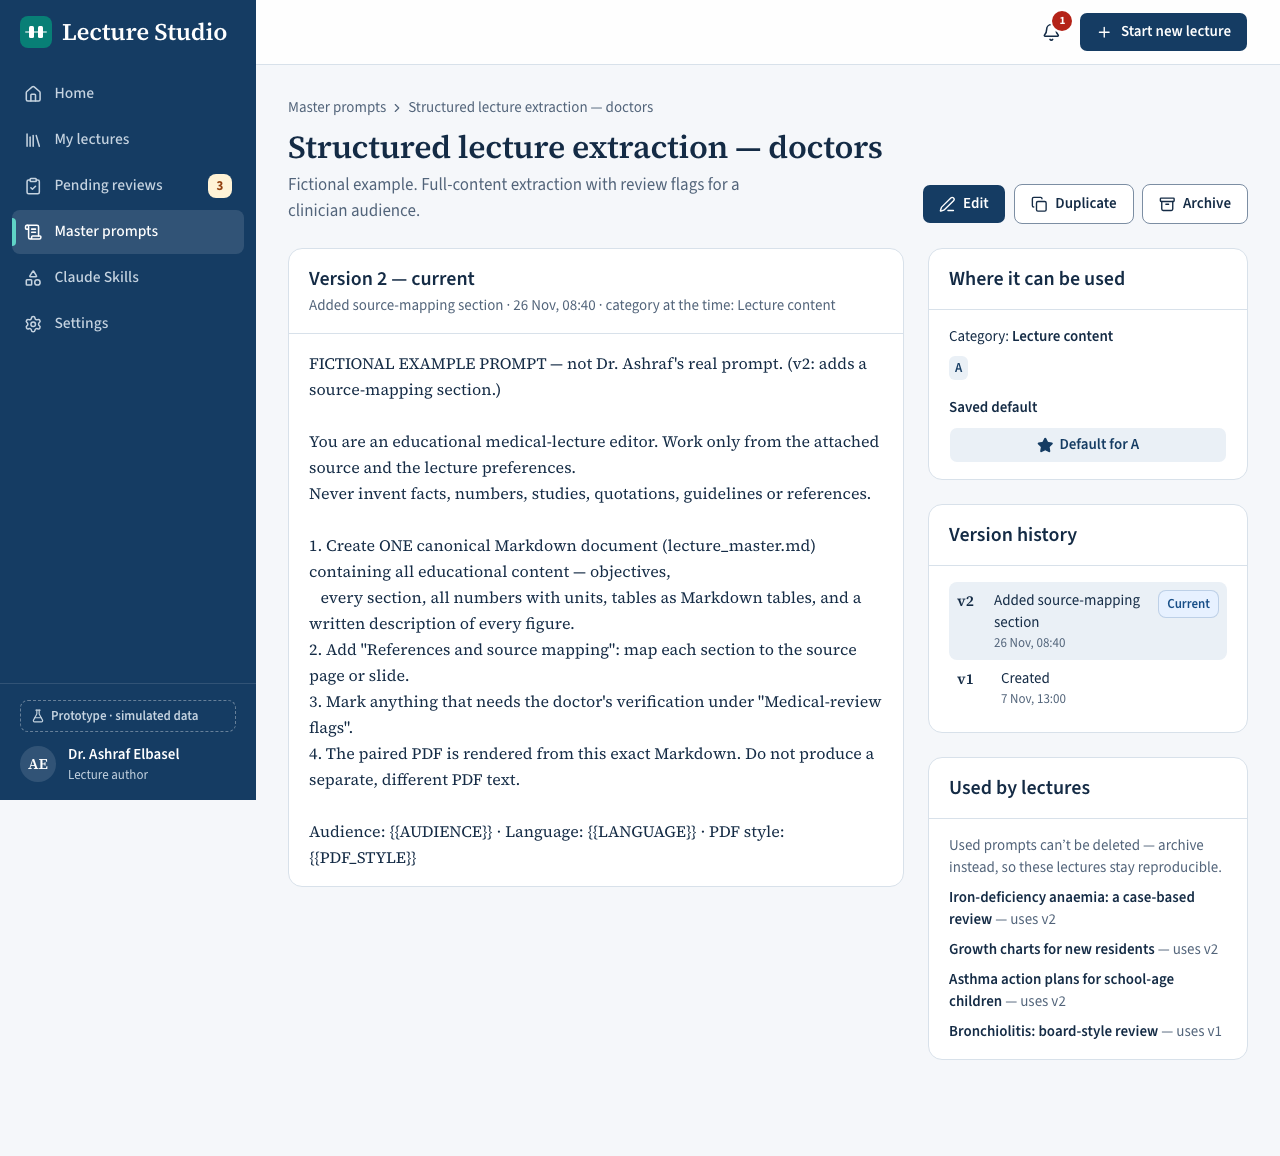 Lecture Studio
Home
My lectures
Pending reviews 3
Master prompts
Claude Skills
Settings
Prototype · simulated data
AE
Dr. Ashraf Elbasel
Lecture author
1
Start new lecture
Master prompts > Structured lecture extraction — doctors
Structured lecture extraction — doctors
Fictional example. Full-content extraction with review flags for a
clinician audience.
Edit
Duplicate
Archive
Version 2 — current
Added source-mapping section · 26 Nov, 08:40 · category at the time: Lecture content
FICTIONAL EXAMPLE PROMPT — not Dr. Ashraf's real prompt. (v2: adds a
source-mapping section.)
You are an educational medical-lecture editor. Work only from the attached
source and the lecture preferences.
Never invent facts, numbers, studies, quotations, guidelines or references.
1. Create ONE canonical Markdown document (lecture_master.md)
containing all educational content — objectives,
every section, all numbers with units, tables as Markdown tables, and a
written description of every figure.
2. Add "References and source mapping": map each section to the source
page or slide.
3. Mark anything that needs the doctor's verification under "Medical-review
flags".
4. The paired PDF is rendered from this exact Markdown. Do not produce a
separate, different PDF text.
Audience: {{AUDIENCE}} · Language: {{LANGUAGE}} · PDF style:
{{PDF_STYLE}}
Where it can be used
Category: Lecture content
A
Saved default
Default for A
Version history
v2 Added source-mapping Current
section
26 Nov, 08:40
v1 Created
7 Nov, 13:00
Used by lectures
Used prompts can’t be deleted — archive
instead, so these lectures stay reproducible.
Iron-deficiency anaemia: a case-based
review — uses v2
Growth charts for new residents — uses v2
Asthma action plans for school-age
children — uses v2
Bronchiolitis: board-style review — uses v1